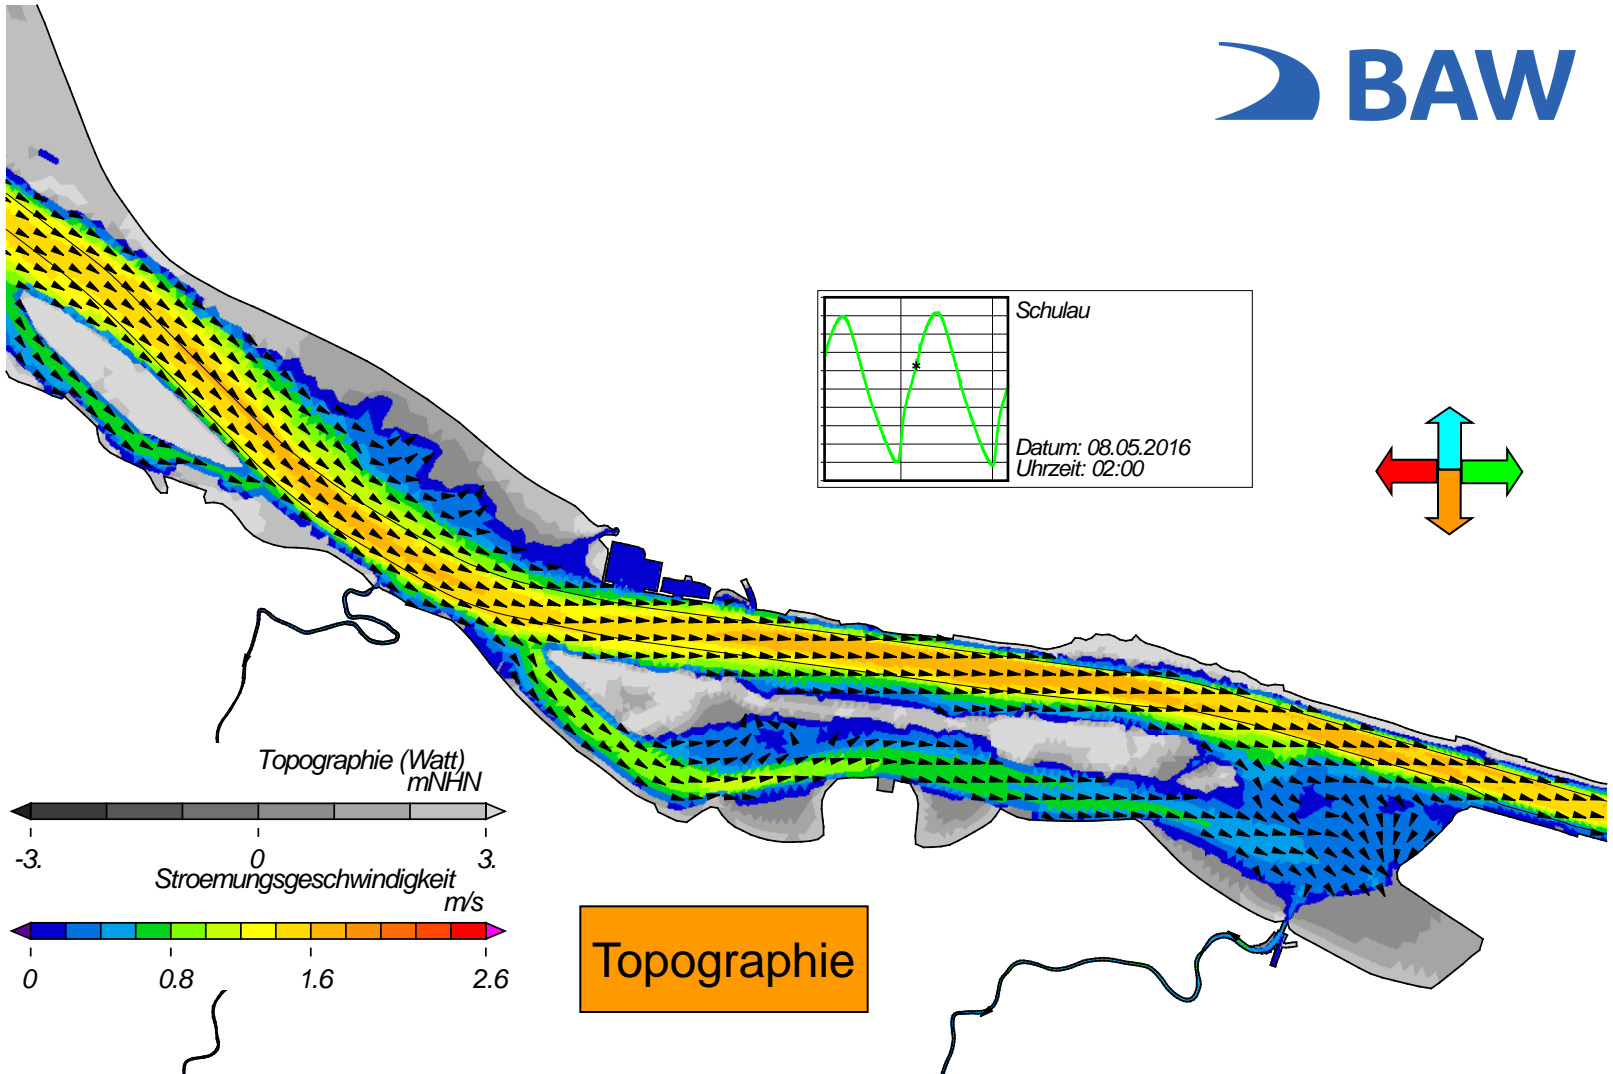 BAW
Schulau
Datum: 08.05.2016
Uhrzeit: 02:00
Topographie (Watt)
mNHN
-3. 0 3.
Stroemungsgeschwindigkeit
m/s
0 0.8 1.6 2.6
Topographie